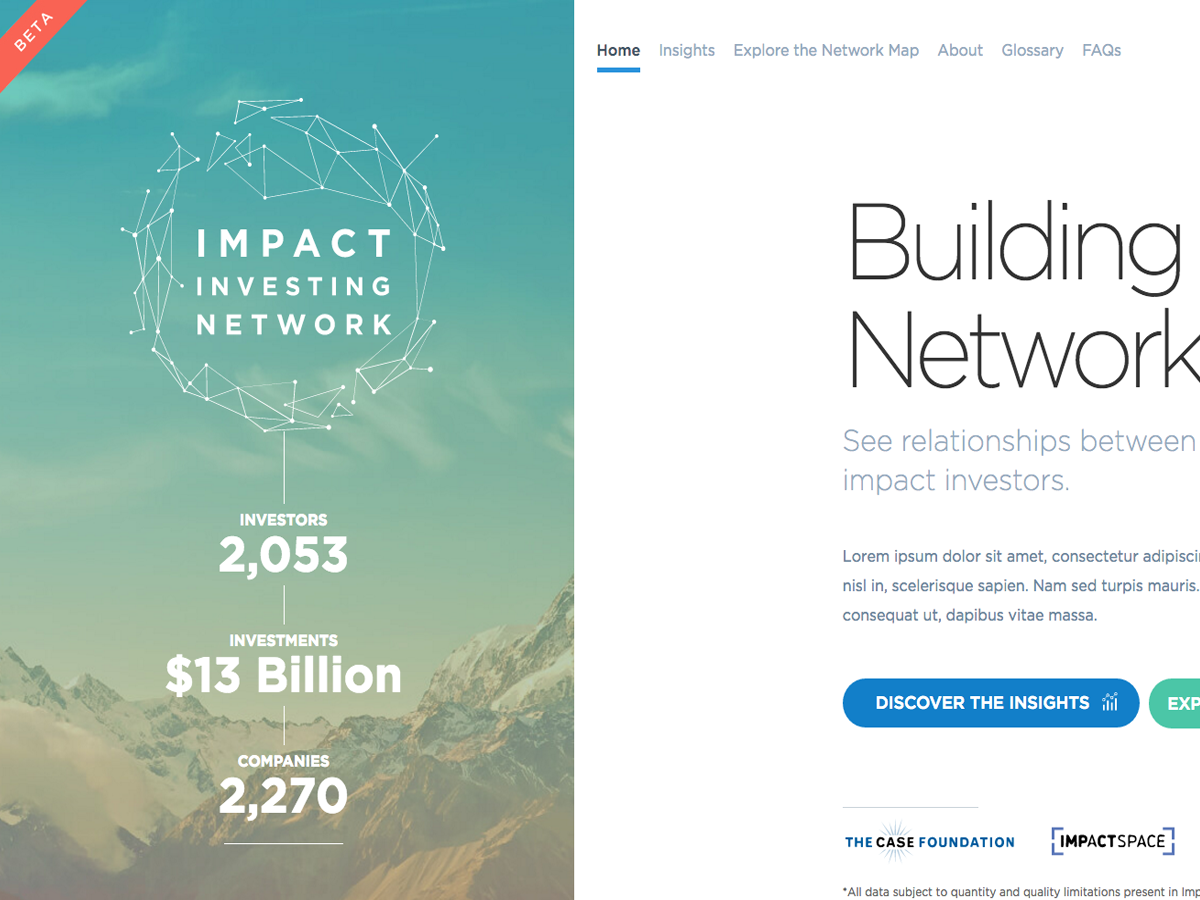 BETA
IMPACT
INVESTING
NETWORK
INVESTORS
2,053
INVESTMENTS
$13 Billion
COMPANIES
2,270
Home Insights Explore the Network Map About Glossary FAQs
Building
Network
See relationships between
impact investors.
Lorem ipsum dolor sit amet, consectetur adipisci
nisl in, scelerisque sapien. Nam sed turpis mauris.
consequat ut, dapibus vitae massa.
DISCOVER THE INSIGHTS
EXP
THE CASE FOUNDATION
IMPACTSPACE
*All data subject to quantity and quality limitations present in Imp